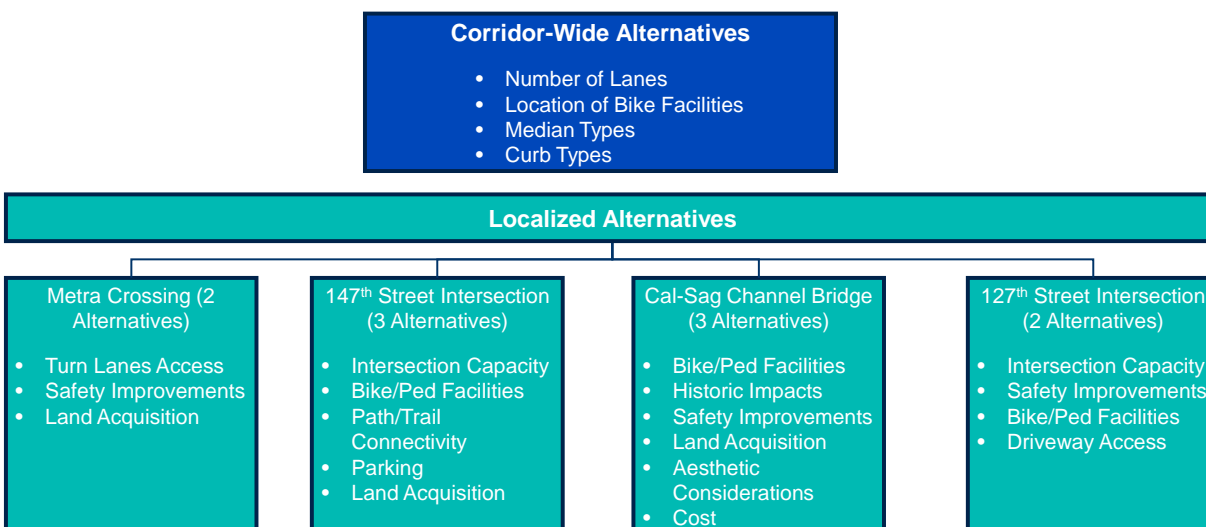 Corridor-Wide Alternatives
• Number of Lanes
• Location of Bike Facilities
• Median Types
• Curb Types
Localized Alternatives
Metra Crossing (2
Alternatives)
• Turn Lanes Access
• Safety Improvements
• Land Acquisition
147th Street Intersection
(3 Alternatives)
• Intersection Capacity
• Bike/Ped Facilities
• Path/Trail
Connectivity
• Parking
• Land Acquisition
Cal-Sag Channel Bridge
(3 Alternatives)
• Bike/Ped Facilities
• Historic Impacts
• Safety Improvements
• Land Acquisition
• Aesthetic
Considerations
• Cost
127th Street Intersection
(2 Alternatives)
• Intersection Capacity
• Safety Improvements
• Bike/Ped Facilities
• Driveway Access